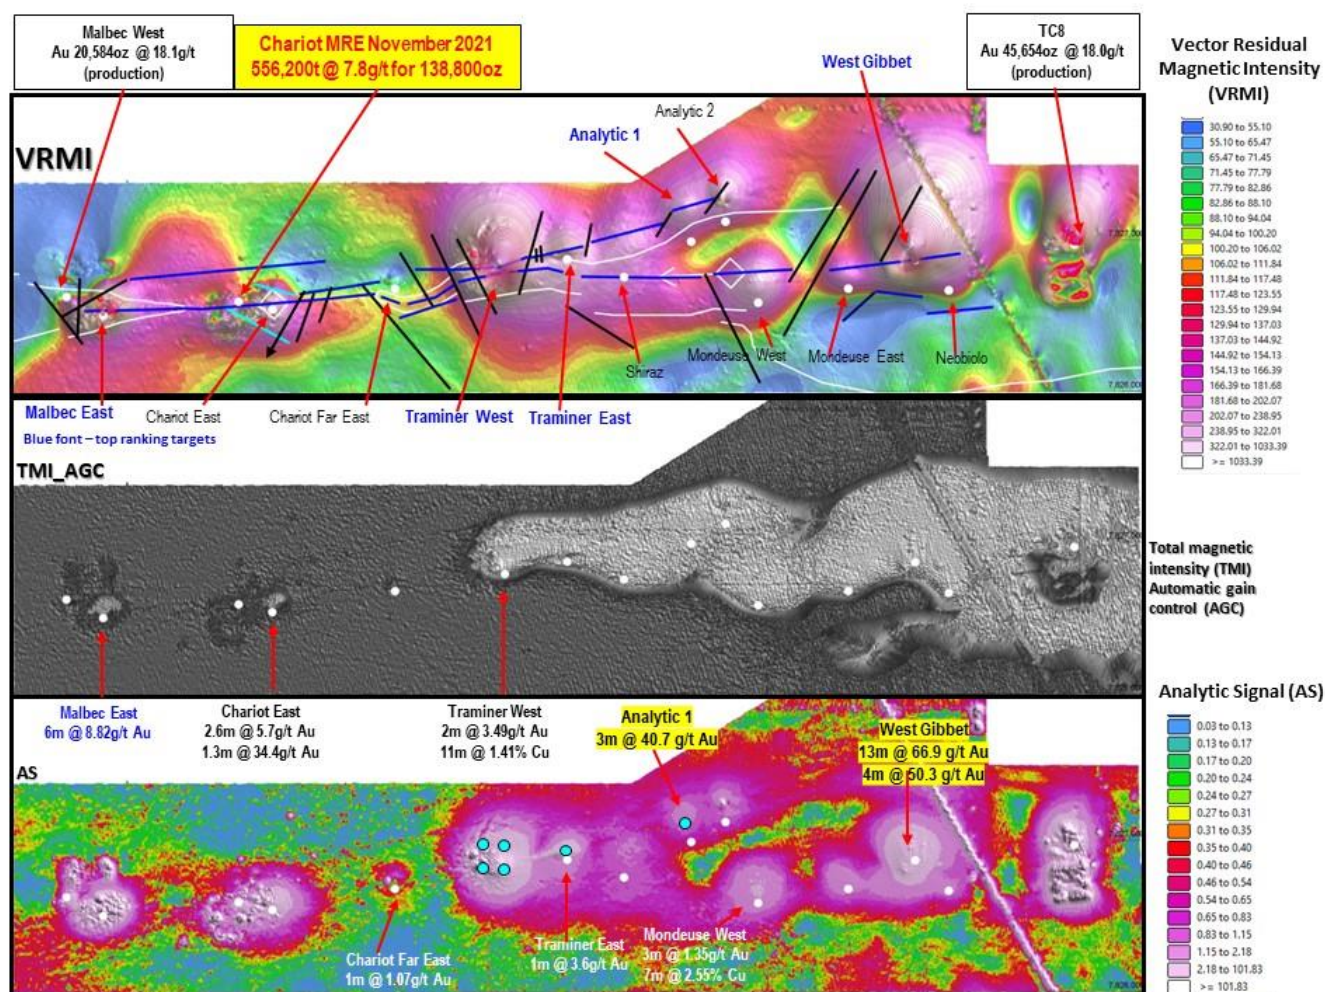 Malbec West
Au 20,584oz @ 18.1g/t
(production)
Chariot MRE November 2021
556,200t @ 7.8g/t for 138,800oz
TC8
Au 45,654oz @ 18.0g/t
(production)
West Gibbet
Analytic 2
Analytic 1
VRMI
7,827,000
Shiraz
Mondeuse West
Mondeuse East
Nebbiolo
7,826,000
Malbec East
Chariot East
Chariot Far East
Traminer West
Traminer East
Blue font – top ranking targets
Vector Residual
Magnetic Intensity
(VRMI)
30.90 to 55.10
55.10 to 65.47
65.47 to 71.45
71.45 to 77.79
77.79 to 82.86
82.86 to 88.10
88.10 to 94.04
94.04 to 100.20
100.20 to 106.02
106.02 to 111.84
111.84 to 117.48
117.48 to 123.55
123.55 to 129.94
129.94 to 137.03
137.03 to 144.92
144.92 to 154.13
154.13 to 166.39
166.39 to 181.68
181.68 to 202.07
202.07 to 238.95
238.95 to 322.01
322.01 to 1033.39
>= 1033.39
TMI_AGC
Total magnetic
intensity (TMI)
Automatic gain
control (AGC)
Malbec East
6m @ 8.82g/t Au
Chariot East
2.6m @ 5.7g/t Au
1.3m @ 34.4g/t Au
Traminer West
2m @ 3.49g/t Au
11m @ 1.41% Cu
Analytic 1
3m @ 40.7 g/t Au
West Gibbet
13m @ 66.9 g/t Au
4m @ 50.3 g/t Au
AS
Chariot Far East
1m @ 1.07g/t Au
Traminer East
1m @ 3.6g/t Au
Mondeuse West
3m @ 1.35g/t Au
7m @ 2.55% Cu
Analytic Signal (AS)
0.03 to 0.13
0.13 to 0.17
0.17 to 0.20
0.20 to 0.24
0.24 to 0.27
0.27 to 0.31
0.31 to 0.35
0.35 to 0.40
0.40 to 0.46
0.46 to 0.54
0.54 to 0.65
0.65 to 0.83
0.83 to 1.15
1.15 to 2.18
2.18 to 101.83
>= 101.83